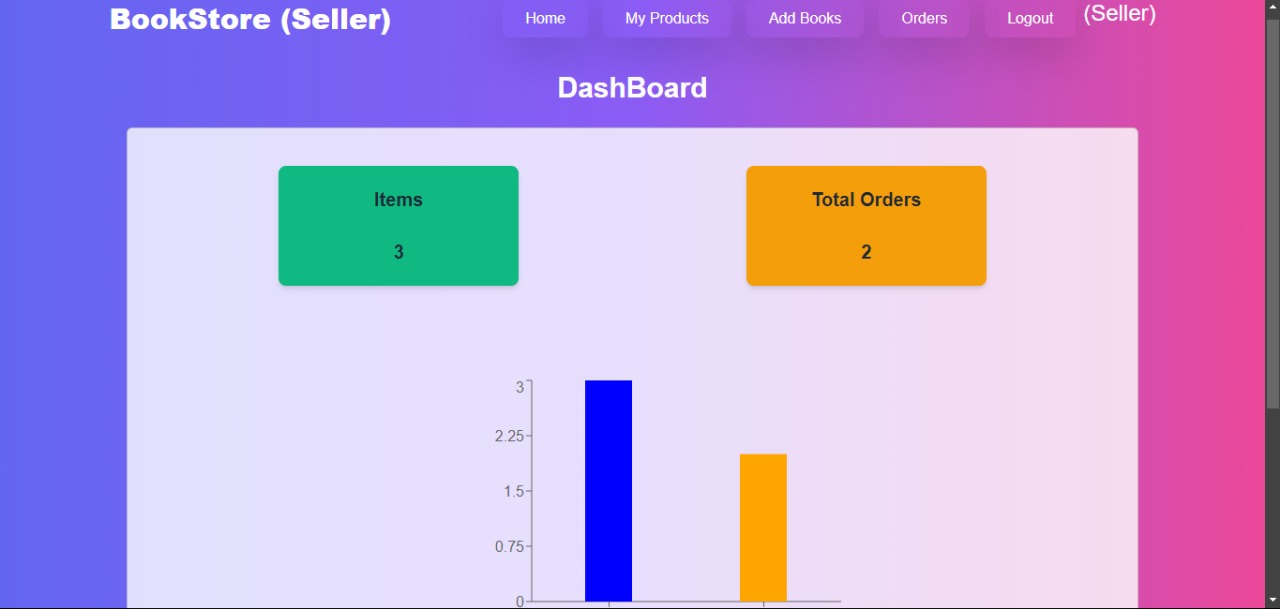 BookStore (Seller)
Home
My Products
Add Books
Orders
Logout
(Seller)
DashBoard
Items
3
Total Orders
2
3
2.25
1.5
0.75
0